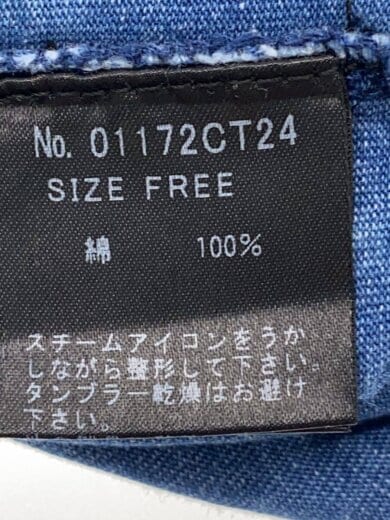 No. 01172CT24
SIZE FREE
綿 100%
スチームアイロンをうか
しながら整形して下さい。
タンブラー乾燥はお避け
下さい。